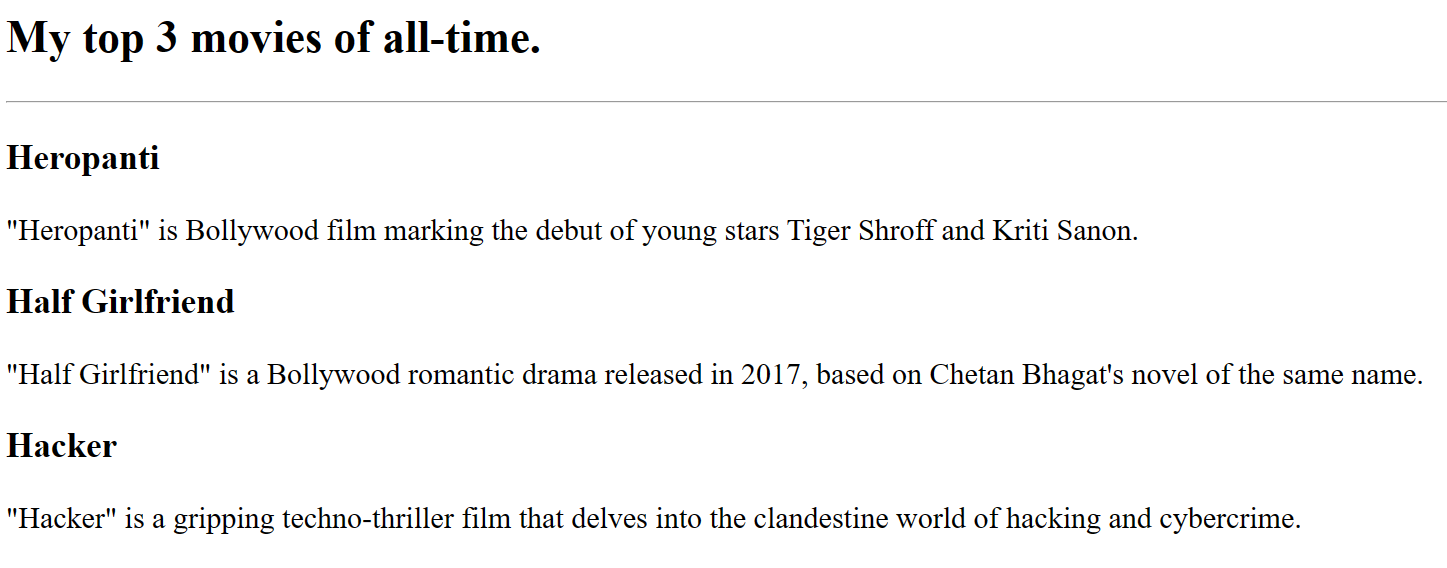 My top 3 movies of all-time.
Heropanti
"Heropanti" is Bollywood film marking the debut of young stars Tiger Shroff and Kriti Sanon.
Half Girlfriend
"Half Girlfriend" is a Bollywood romantic drama released in 2017, based on Chetan Bhagat's novel of the same name.
Hacker
"Hacker" is a gripping techno-thriller film that delves into the clandestine world of hacking and cybercrime.